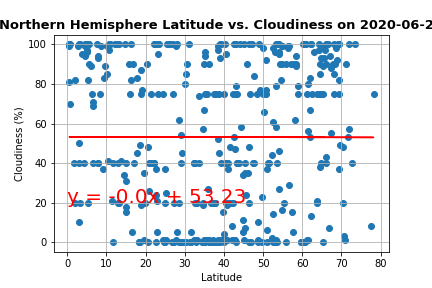 Northern Hemisphere Latitude vs. Cloudiness on 2020-06-2
100
80
60
40
20
0
Cloudiness (%)
y = -0.0x + 53.23
0 10 20 30 40 50 60 70 80
Latitude